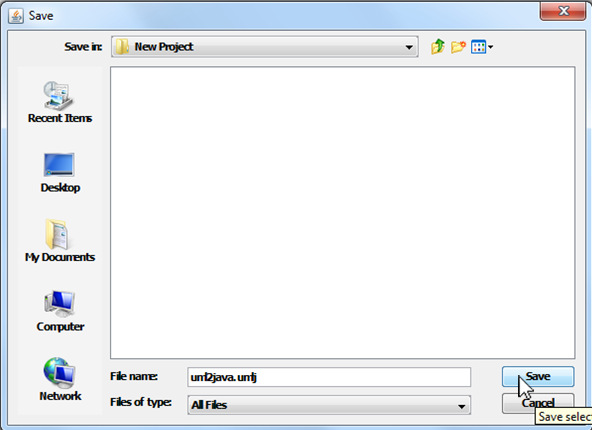 Save
Save in: New Project
Recent Items
Desktop
My Documents
Computer
Network
File name: uml2java.umlj Save
Files of type: All Files Cancel
Save selec